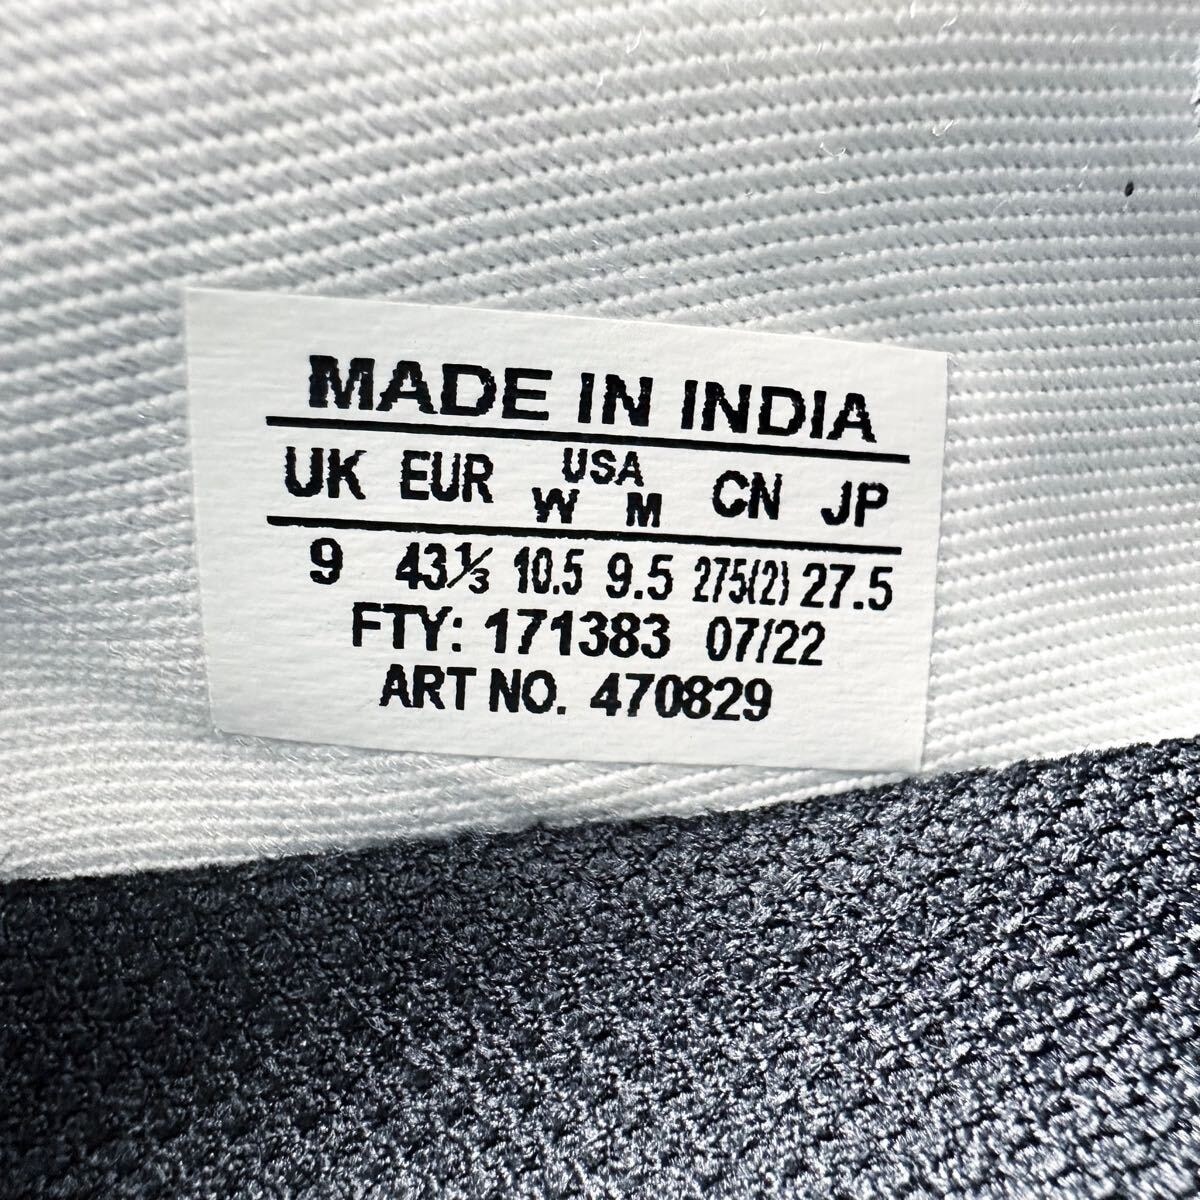 MADE IN INDIA
UK EUR USA CN JP
W M
9 43⅓ 10.5 9.5 275(2) 27.5
FTY: 171383 07/22
ART NO. 470829